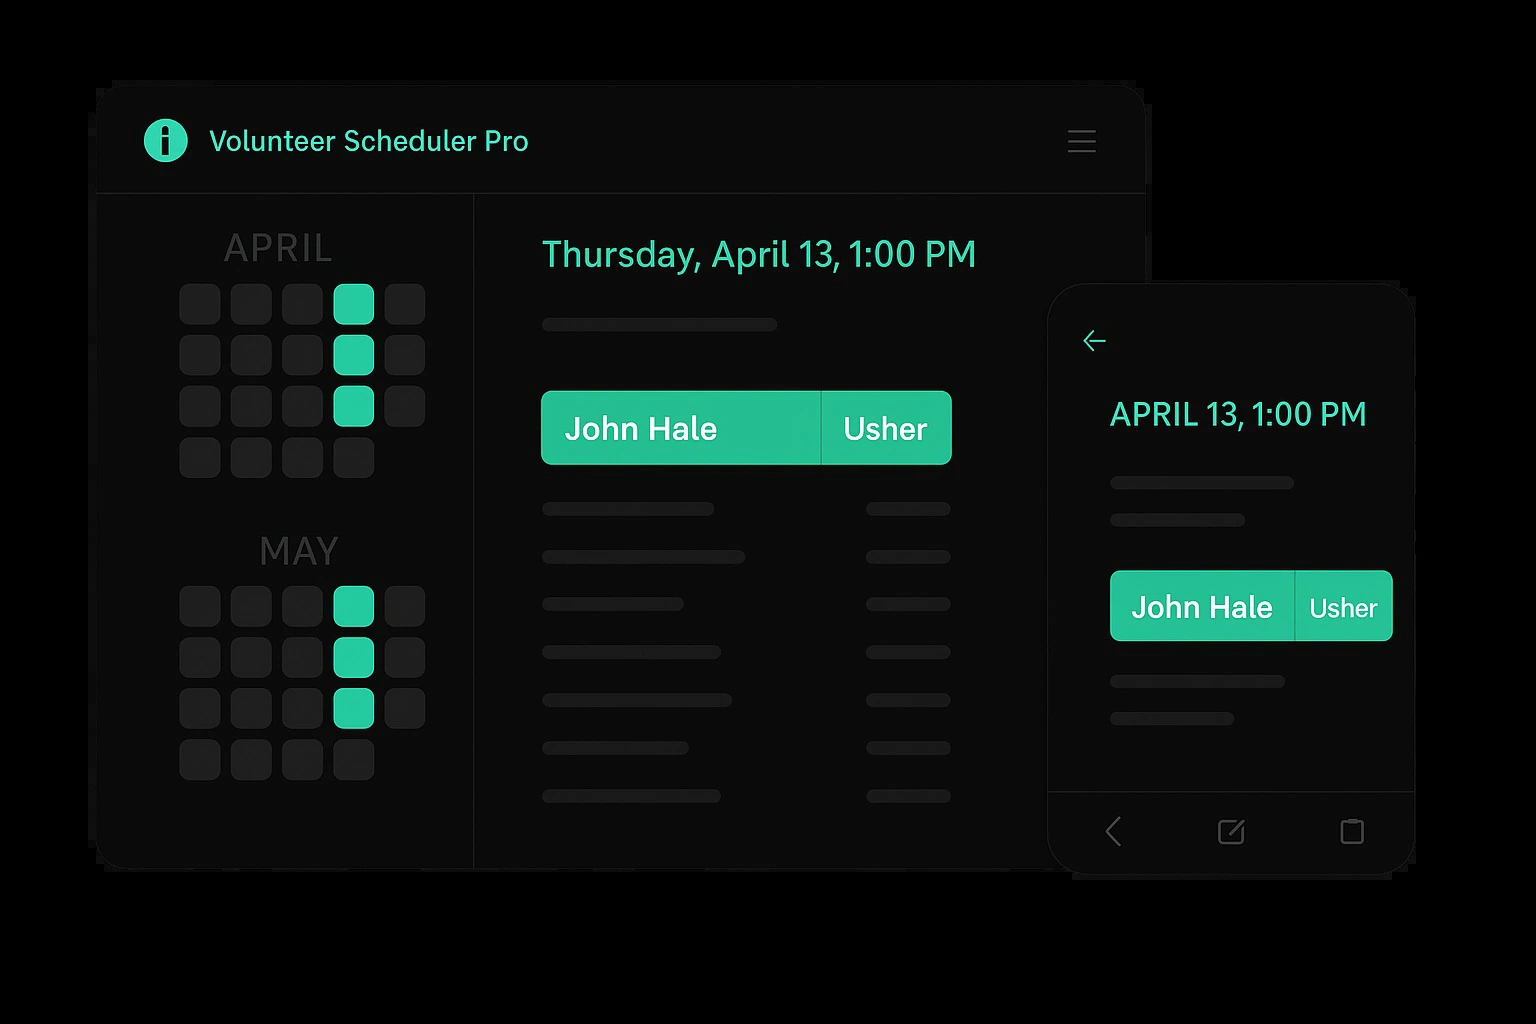 Volunteer Scheduler Pro
APRIL
MAY
Thursday, April 13, 1:00 PM
John Hale Usher
APRIL 13, 1:00 PM
John Hale Usher